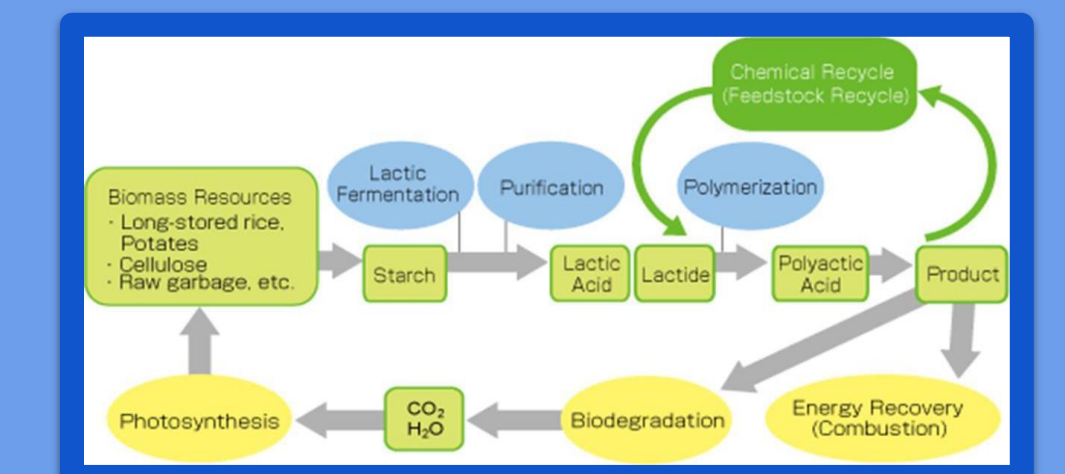 Chemical Recycle
(Feedstock Recycle)
Lactic
Fermentation
Purification
Polymerization
Biomass Resources
· Long-stored rice,
Potates
· Cellulose
· Raw garbage, etc.
Starch
Lactic
Acid
Lactide
Polyactic
Acid
Product
Photosynthesis
CO₂
H₂O
Biodegradation
Energy Recovery
(Combustion)